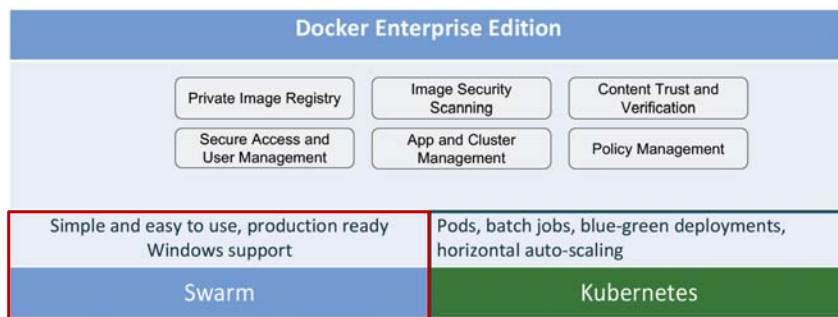 Docker Enterprise Edition
Private Image Registry
Image Security
Scanning
Content Trust and
Verification
Secure Access and
User Management
App and Cluster
Management
Policy Management
Simple and easy to use, production ready
Windows support
Pods, batch jobs, blue-green deployments,
horizontal auto-scaling
Swarm
Kubernetes